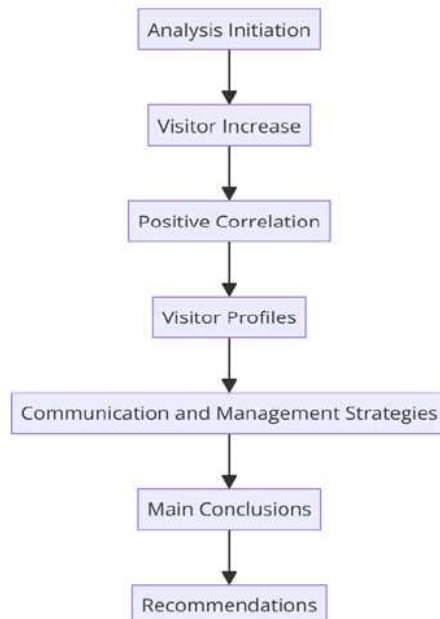 Analysis Initiation
Visitor Increase
Positive Correlation
Visitor Profiles
Communication and Management Strategies
Main Conclusions
Recommendations